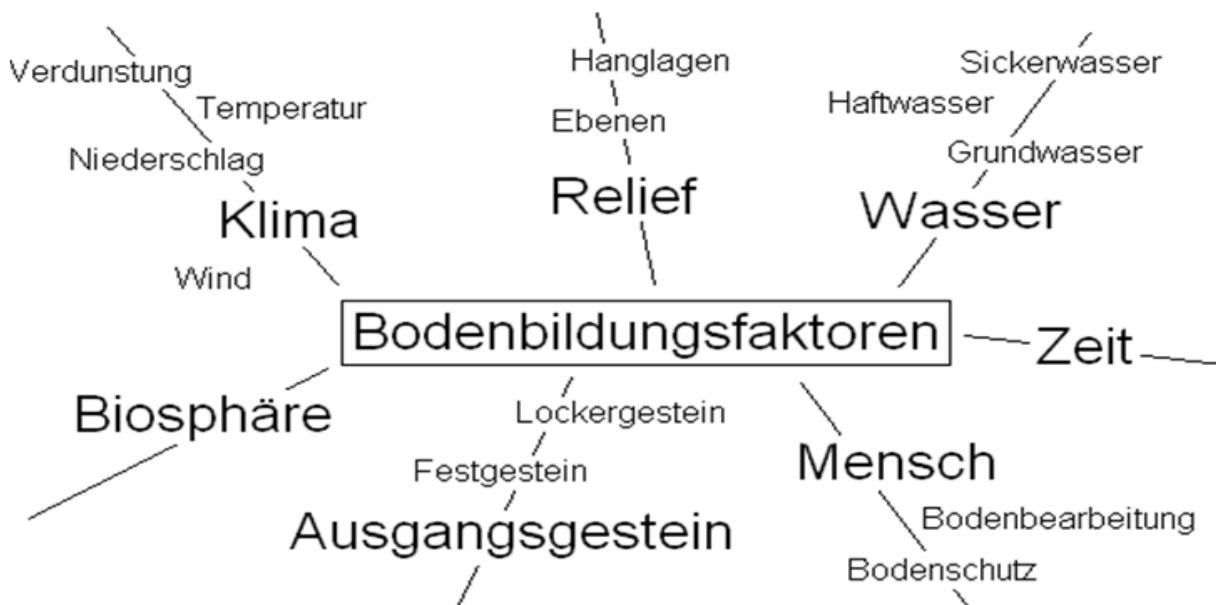 Hanglagen
Sickerwasser
Verdunstung
Haftwasser
Temperatur
Ebenen
Niederschlag
Grundwasser
Klima
Relief
Wasser
Wind
Bodenbildungsfaktoren
Zeit
Biosphäre
Lockergestein
Mensch
Festgestein
Bodenbearbeitung
Ausgangsgestein
Bodenschutz